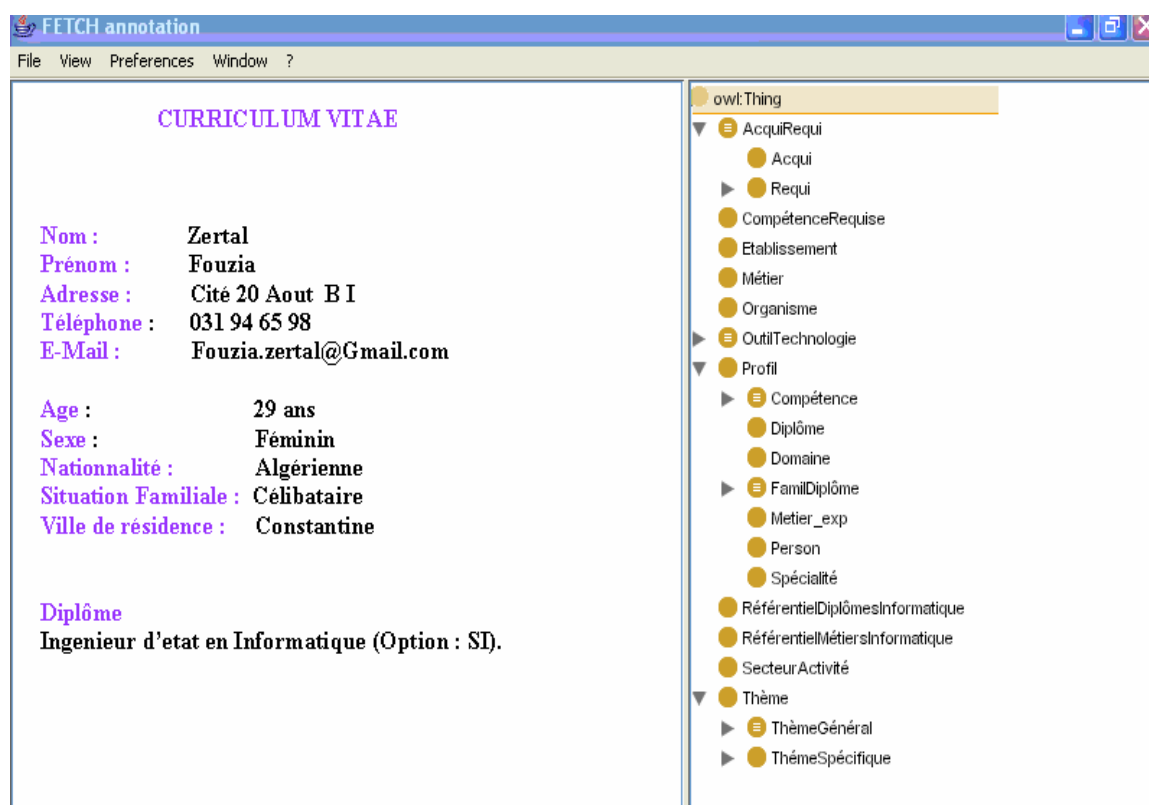 FETCH annotation
File View Preferences Window ?
CURRICULUM VITAE
Nom : Zertal
Prénom : Fouzia
Adresse : Cité 20 Aout B I
Téléphone : 031 94 65 98
E-Mail : Fouzia.zertal@Gmail.com
Age : 29 ans
Sexe : Féminin
Nationnalité : Algérienne
Situation Familiale : Célibataire
Ville de résidence : Constantine
Diplôme
Ingenieur d'etat en Informatique (Option : SI).
owl:Thing
AcquiRequi
Acqui
Requi
CompétenceRequise
Etablissement
Métier
Organisme
OutilTechnologie
Profil
Compétence
Diplôme
Domaine
FamilDiplôme
Metier_exp
Person
Spécialité
RéférentielDiplômesInformatique
RéférentielMétiersInformatique
SecteurActivité
Thème
ThèmeGénéral
ThémeSpécifique